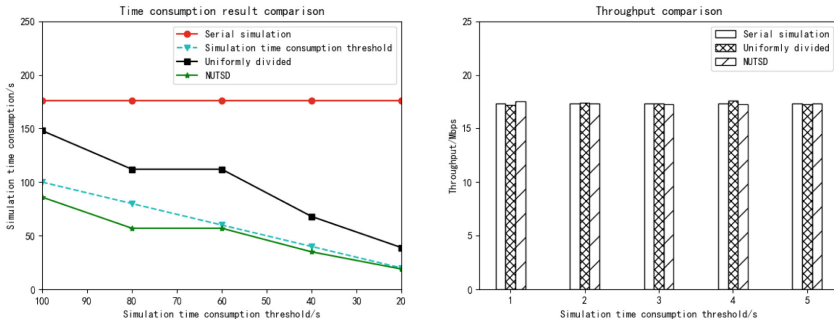 Time consumption result comparison
250
200
150
100
50
0
Simulation time consumption/s
Serial simulation
Simulation time consumption threshold
Uniformly divided
NUTSD
100 90 80 70 60 50 40 30 20
Simulation time consumption threshold/s
Throughput comparison
25
20
15
10
5
0
Throughput/Mbps
Serial simulation
Uniformly divided
NUTSD
1 2 3 4 5
Simulation time consumption threshold/s